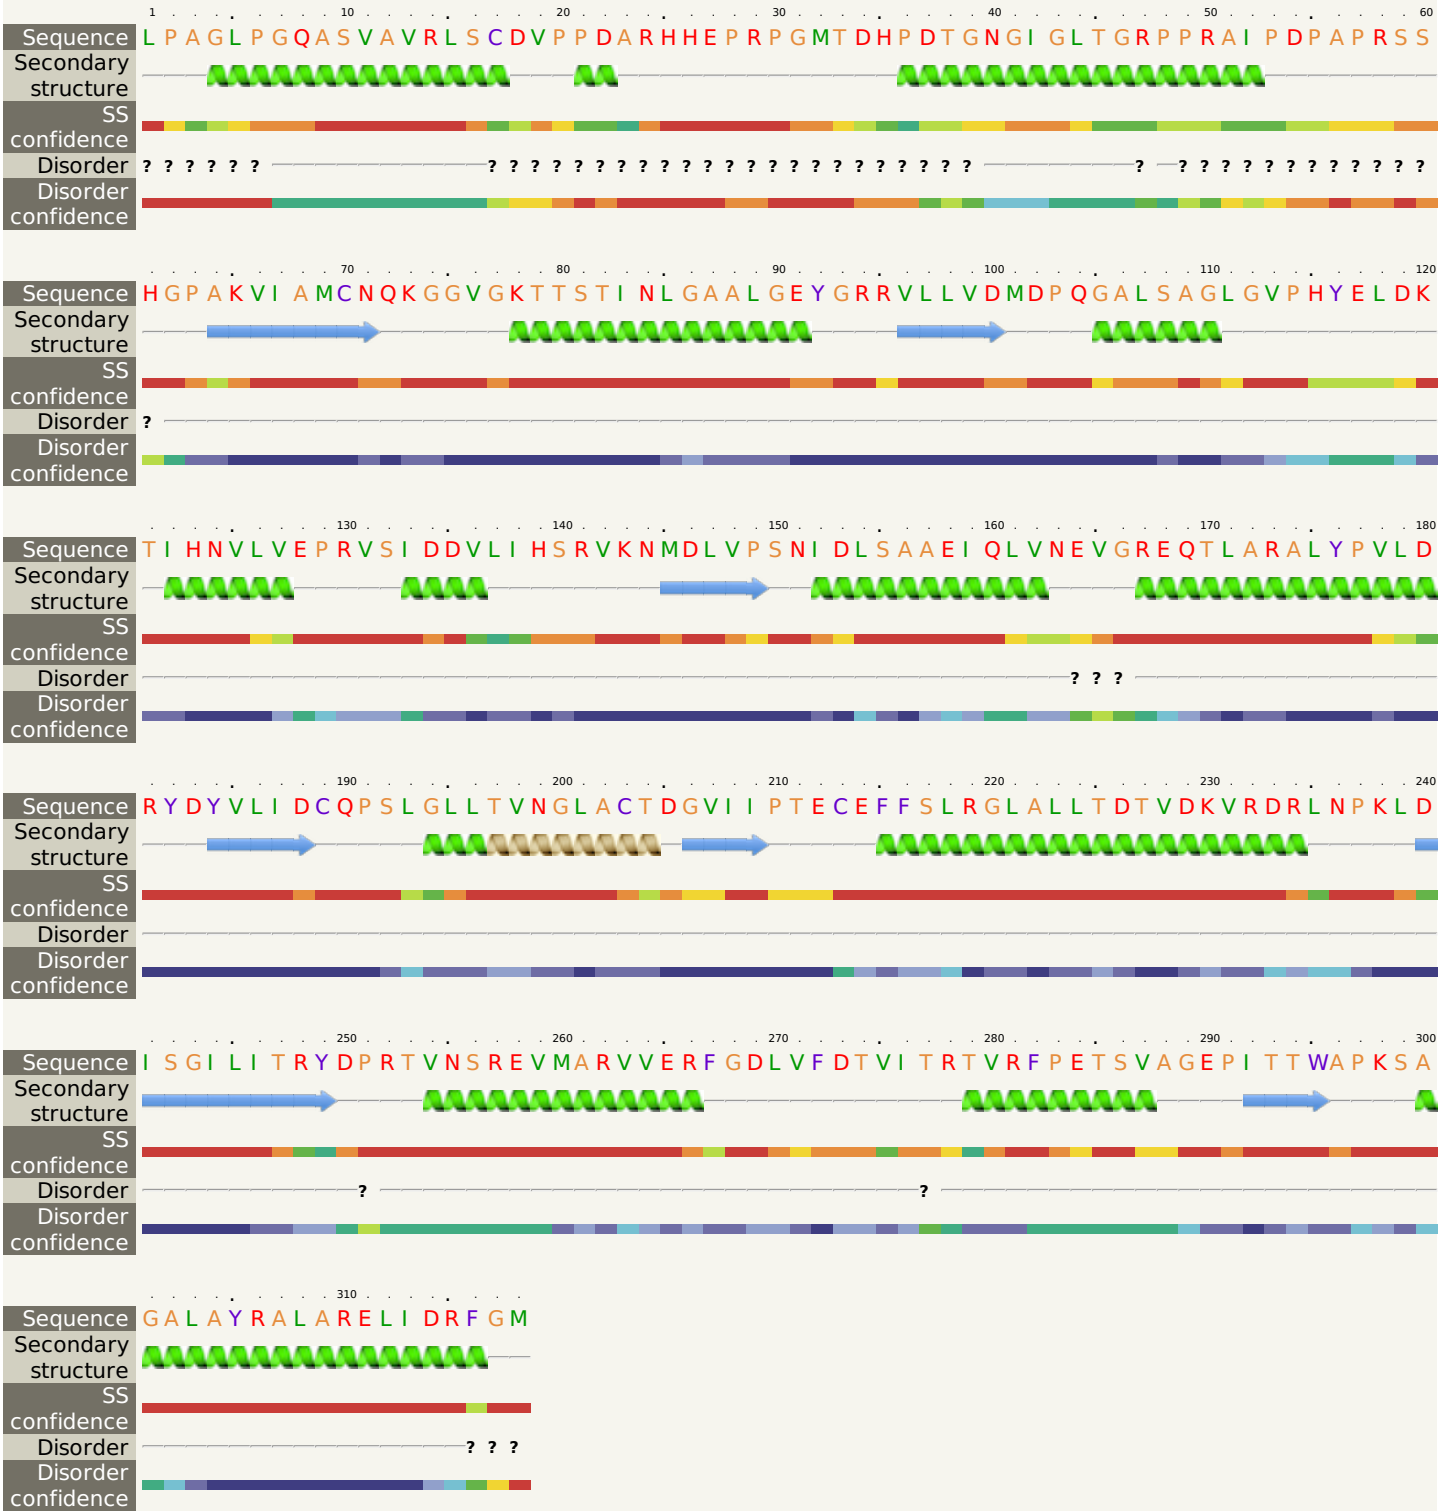 1 10 20 30 40 50 60
Sequence LPAGLPGQASVAVRLSCDVPPDARHHEPRPGMTDHPDTGNGIGLTGRPPRAIPDPAPRSS
Secondary
structure
SS
confidence
Disorder ? ? ? ? ? ? ? ? ? ? ? ? ? ? ? ? ? ? ? ? ? ? ? ? ? ? ? ? ? ? ? ? ? ? ? ? ? ? ? ? ?
Disorder
confidence
70 80 90 100 110 120
Sequence HGPAKVIAMCNQKGGVGKTTSTINLGAALGEYGRRVLLVDMDPQGALSAGLGVPHYELDK
Secondary
structure
SS
confidence
Disorder ?
Disorder
confidence
130 140 150 160 170 180
Sequence TIHNVLVEPRVSIDDVLIHSRVKNMDLVPSNIDLSAAEIQLVNEVGREQTLARALYPVLD
Secondary
structure
SS
confidence
Disorder ? ? ?
Disorder
confidence
190 200 210 220 230 240
Sequence RYDYVLIDCQPSLGLLTVNGLACTDGVIIPTECEFFSLRGLALLTDTVDKVRDRLNPKLD
Secondary
structure
SS
confidence
Disorder
Disorder
confidence
250 260 270 280 290 300
Sequence ISGILITRYDPRTVNSREVMARVVERFGDLVFDTVITRTVRFPETSVAGEPITTWAPKSA
Secondary
structure
SS
confidence
Disorder ? ?
Disorder
confidence
310
Sequence GALAYRALARELIDRFGM
Secondary
structure
SS
confidence
Disorder ? ? ?
Disorder
confidence